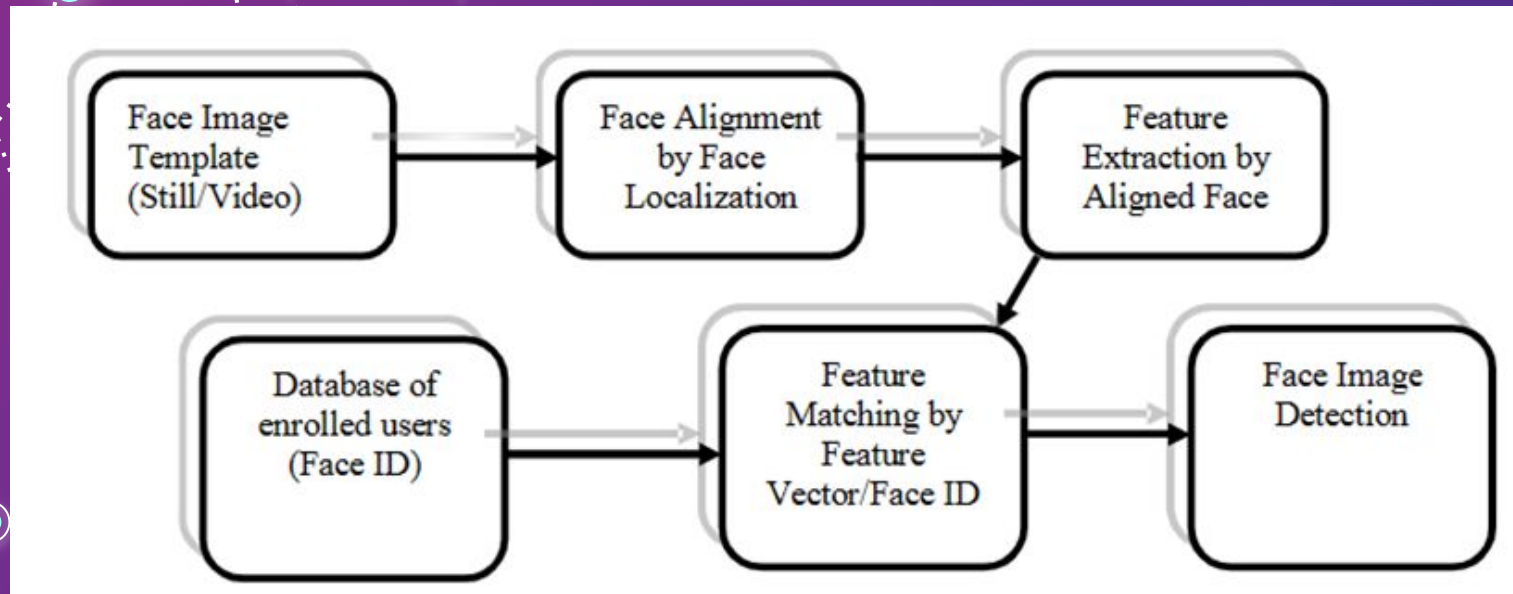 Face Image
Template
(Still/Video)
Face Alignment
by Face
Localization
Feature
Extraction by
Aligned Face
Database of
enrolled users
(Face ID)
Feature
Matching by
Feature
Vector/Face ID
Face Image
Detection